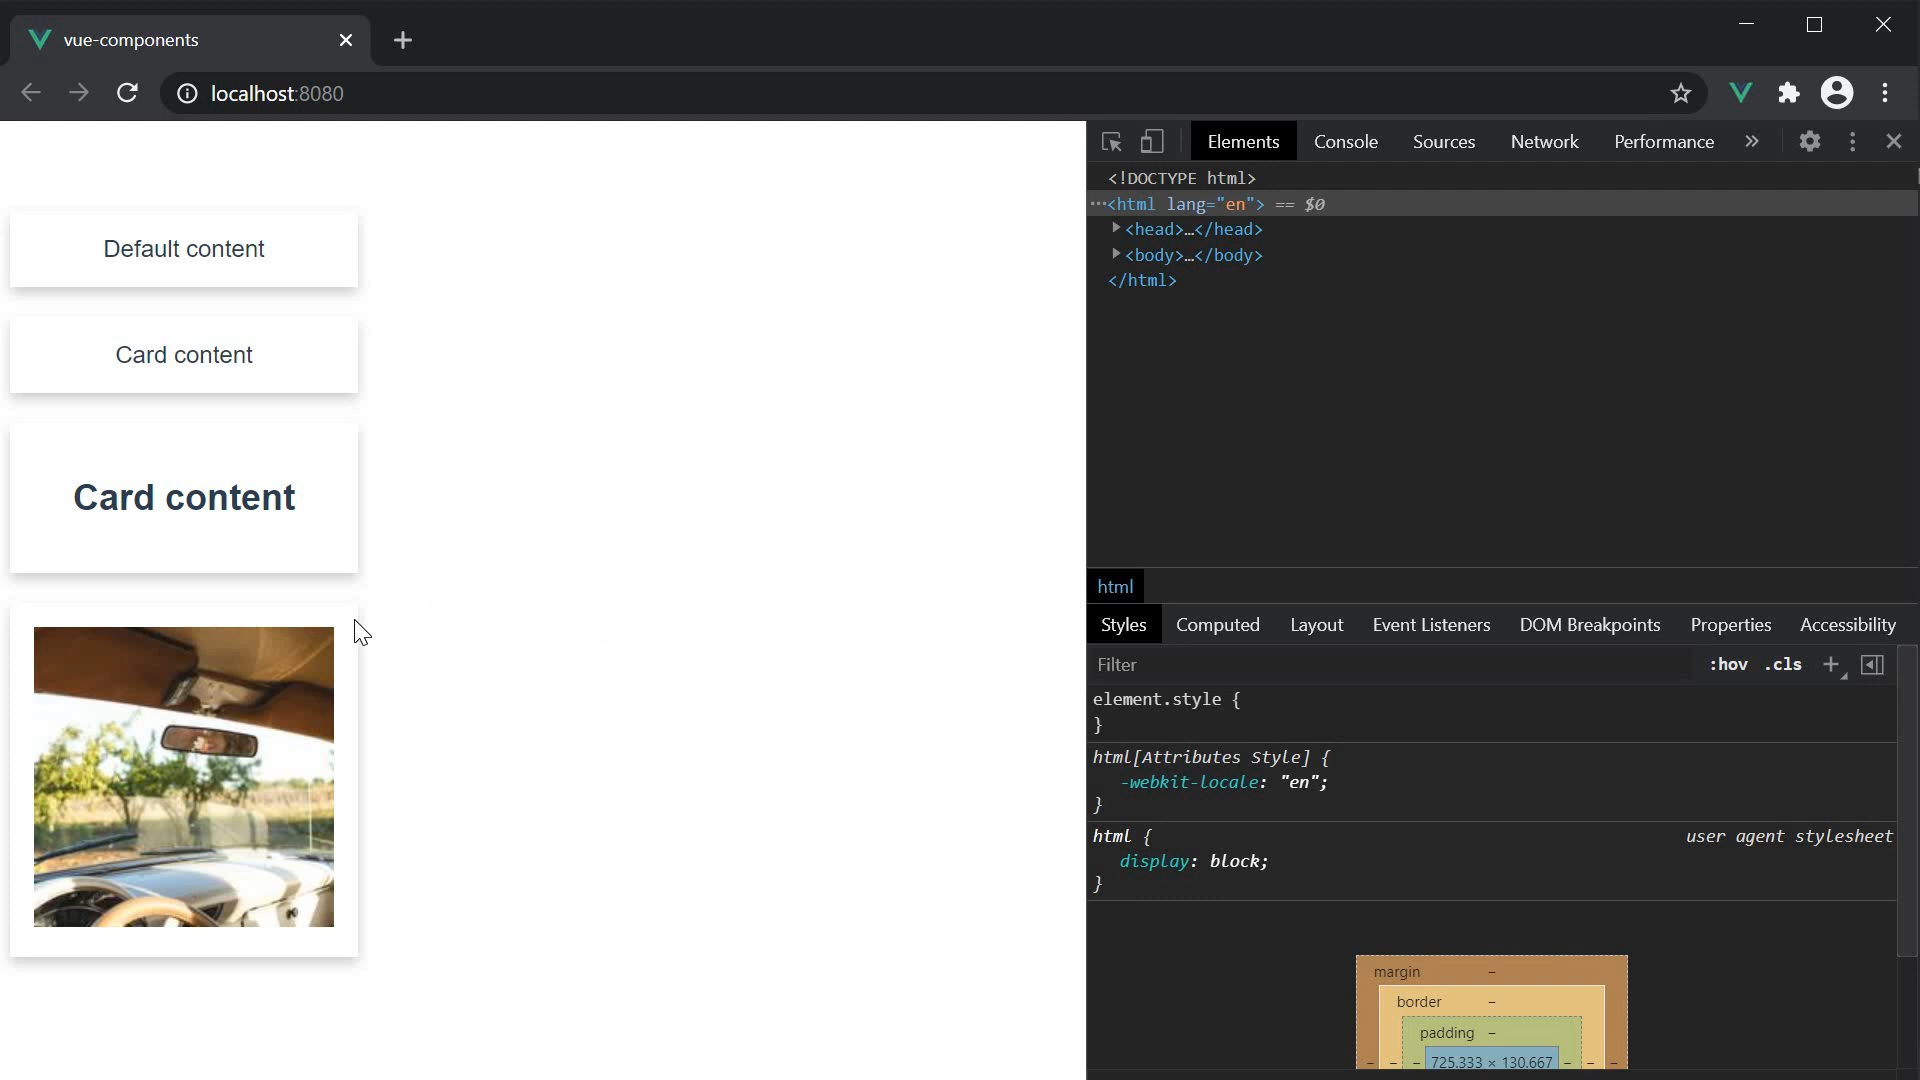 vue-components
localhost:8080
Default content
Card content
Card content
Elements Console Sources Network Performance »
<!DOCTYPE html>
<html lang="en"> == $0
<head>…</head>
<body>…</body>
</html>
html
Styles Computed Layout Event Listeners DOM Breakpoints Properties Accessibility
Filter :hov .cls
element.style {
}
html[Attributes Style] {
-webkit-locale: "en";
}
html { user agent stylesheet
display: block;
}
margin –
border –
padding –
– – – 725.333 × 130.667 – – –